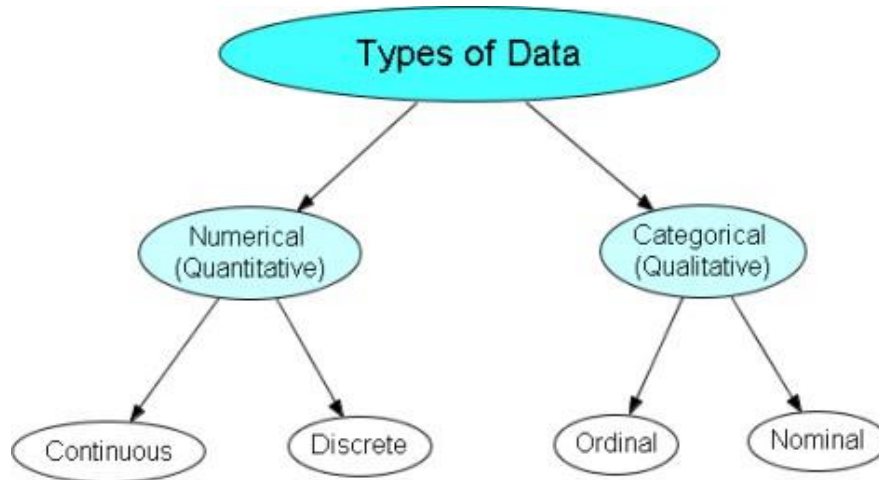 Types of Data
Numerical
(Quantitative)
Categorical
(Qualitative)
Continuous
Discrete
Ordinal
Nominal